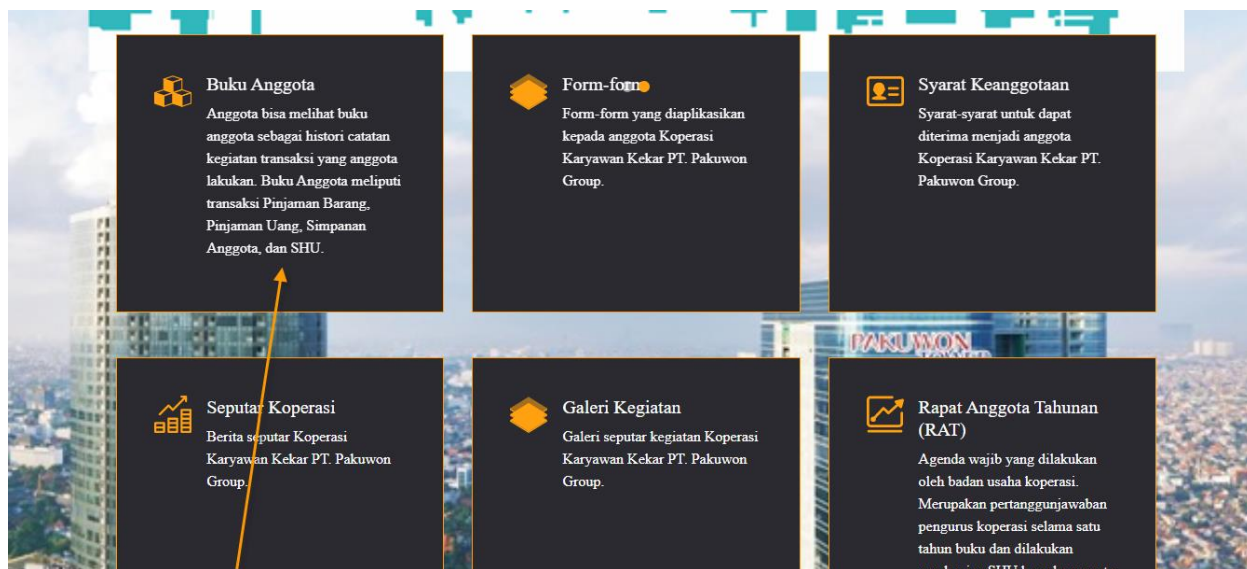 Buku Anggota
Anggota bisa melihat buku
anggota sebagai histori catatan
kegiatan transaksi yang anggota
lakukan. Buku Anggota meliputi
transaksi Pinjaman Barang,
Pinjaman Uang, Simpanan
Anggota, dan SHU.
Form-form
Form-form yang diaplikasikan
kepada anggota Koperasi
Karyawan Kekar PT. Pakuwon
Group.
Syarat Keanggotaan
Syarat-syarat untuk dapat
diterima menjadi anggota
Koperasi Karyawan Kekar PT.
Pakuwon Group.
PAKUWON
TOWER
Seputar Koperasi
Berita seputar Koperasi
Karyawan Kekar PT. Pakuwon
Group.
Galeri Kegiatan
Galeri seputar kegiatan Koperasi
Karyawan Kekar PT. Pakuwon
Group.
Rapat Anggota Tahunan
(RAT)
Agenda wajib yang dilakukan
oleh badan usaha koperasi.
Merupakan pertanggunjawaban
pengurus koperasi selama satu
tahun buku dan dilakukan